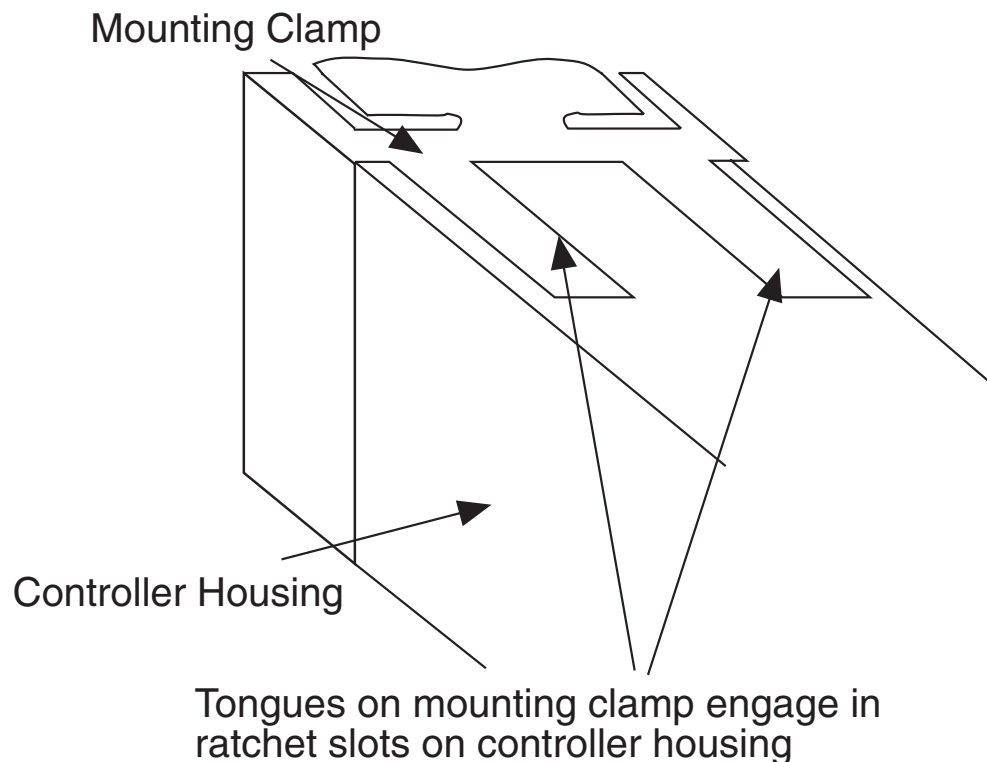 Mounting Clamp
Controller Housing
Tongues on mounting clamp engage in
ratchet slots on controller housing